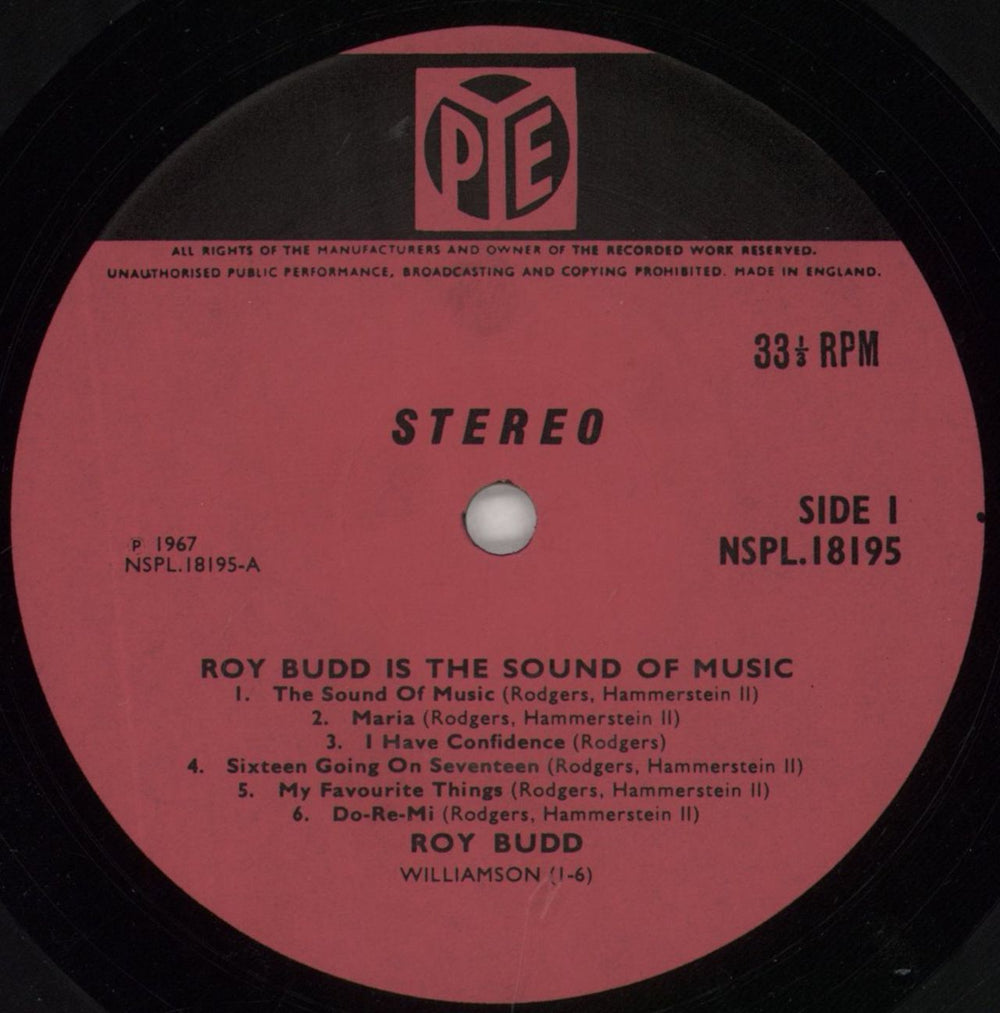 PYE
ALL RIGHTS OF THE MANUFACTURERS AND OWNER OF THE RECORDED WORK RESERVED.
UNAUTHORISED PUBLIC PERFORMANCE, BROADCASTING AND COPYING PROHIBITED. MADE IN ENGLAND.
33⅓ RPM
STEREO
SIDE 1
NSPL.18195
℗ 1967
NSPL.18195-A
ROY BUDD IS THE SOUND OF MUSIC
1. The Sound Of Music (Rodgers, Hammerstein II)
2. Maria (Rodgers, Hammerstein II)
3. I Have Confidence (Rodgers)
4. Sixteen Going On Seventeen (Rodgers, Hammerstein II)
5. My Favourite Things (Rodgers, Hammerstein II)
6. Do-Re-Mi (Rodgers, Hammerstein II)
ROY BUDD
WILLIAMSON (1-6)